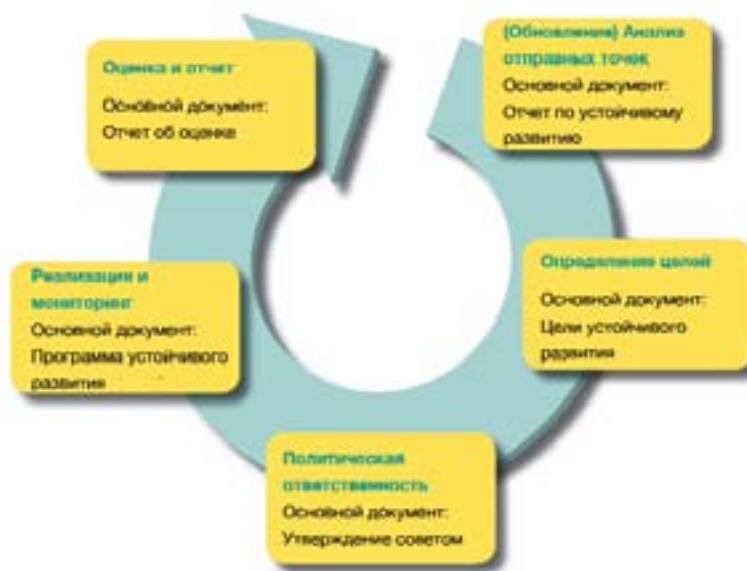 (Обновление) Анализ
отправных точек
Основной документ:
Отчет по устойчивому
развитию
Определение целей
Основной документ:
Цели устойчивого
развития
Политическая
ответственность
Основной документ:
Утверждение советом
Реализация и
мониторинг
Основной документ:
Программа устойчивого
развития
Оценка и отчет
Основной документ:
Отчет об оценке